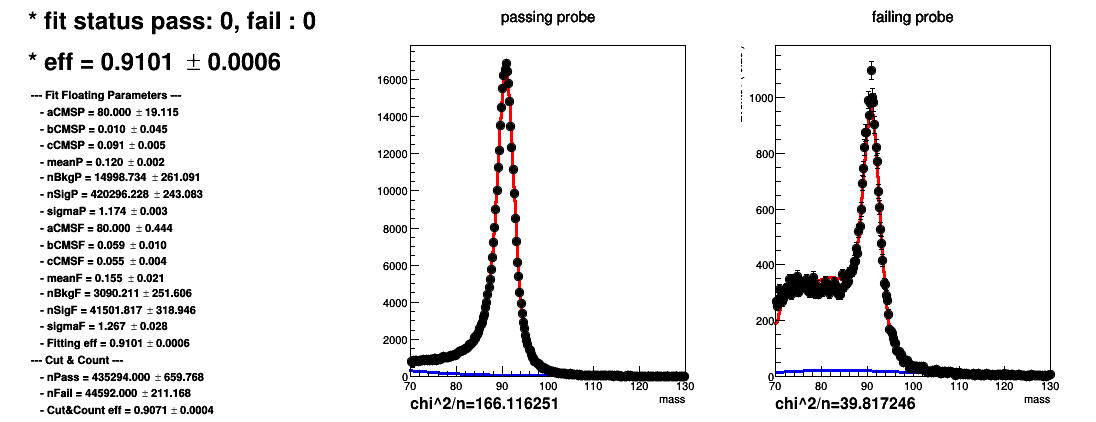 * fit status pass: 0, fail : 0
* eff = 0.9101 ± 0.0006
--- Fit Floating Parameters ---
- aCMSP = 80.000 ± 19.115
- bCMSP = 0.010 ± 0.045
- cCMSP = 0.091 ± 0.005
- meanP = 0.120 ± 0.002
- nBkgP = 14998.734 ± 261.091
- nSigP = 420296.228 ± 243.083
- sigmaP = 1.174 ± 0.003
- aCMSF = 80.000 ± 0.444
- bCMSF = 0.059 ± 0.010
- cCMSF = 0.055 ± 0.004
- meanF = 0.155 ± 0.021
- nBkgF = 3090.211 ± 251.606
- nSigF = 41501.817 ± 318.946
- sigmaF = 1.267 ± 0.028
- Fitting eff = 0.9101 ± 0.0006
--- Cut & Count ---
- nPass = 435294.000 ± 659.768
- nFail = 44592.000 ± 211.168
- Cut&Count eff = 0.9071 ± 0.0004
passing probe
16000
14000
12000
10000
8000
6000
4000
2000
0
70 80 90 100 110 120 130
mass
chi^2/n=166.116251
failing probe
1000
800
600
400
200
0
70 80 90 100 110 120 130
mass
chi^2/n=39.817246